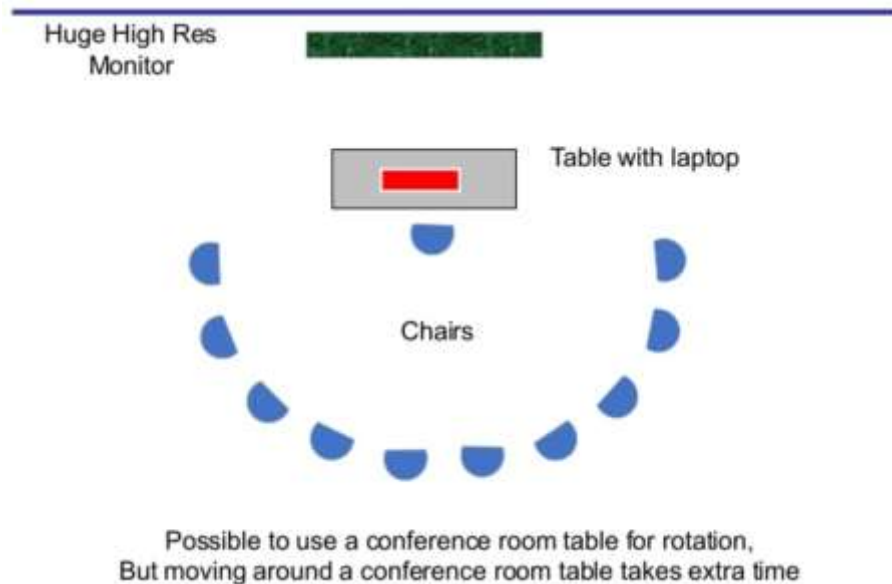 Huge High Res
Monitor
Table with laptop
Chairs
Possible to use a conference room table for rotation,
But moving around a conference room table takes extra time